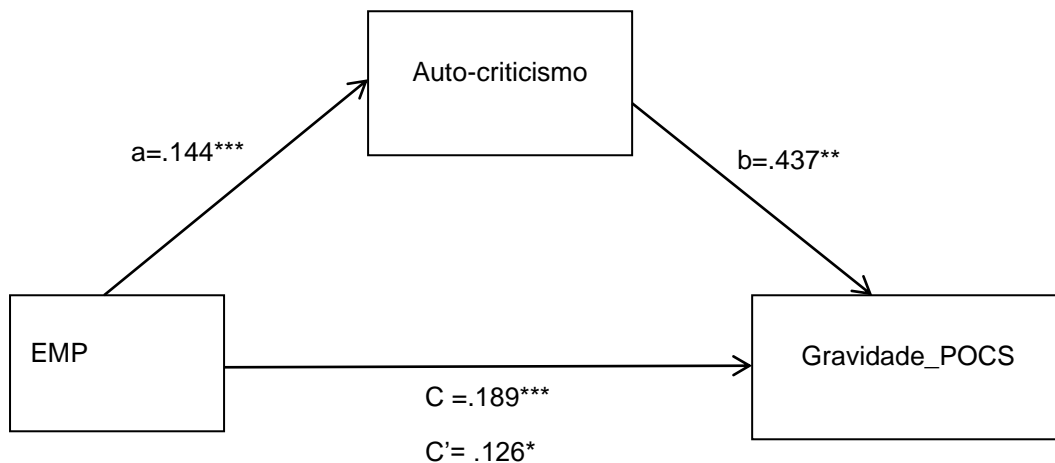 Auto-criticismo
a=.144***
b=.437**
EMP
Gravidade_POCS
C =.189***
C’= .126*